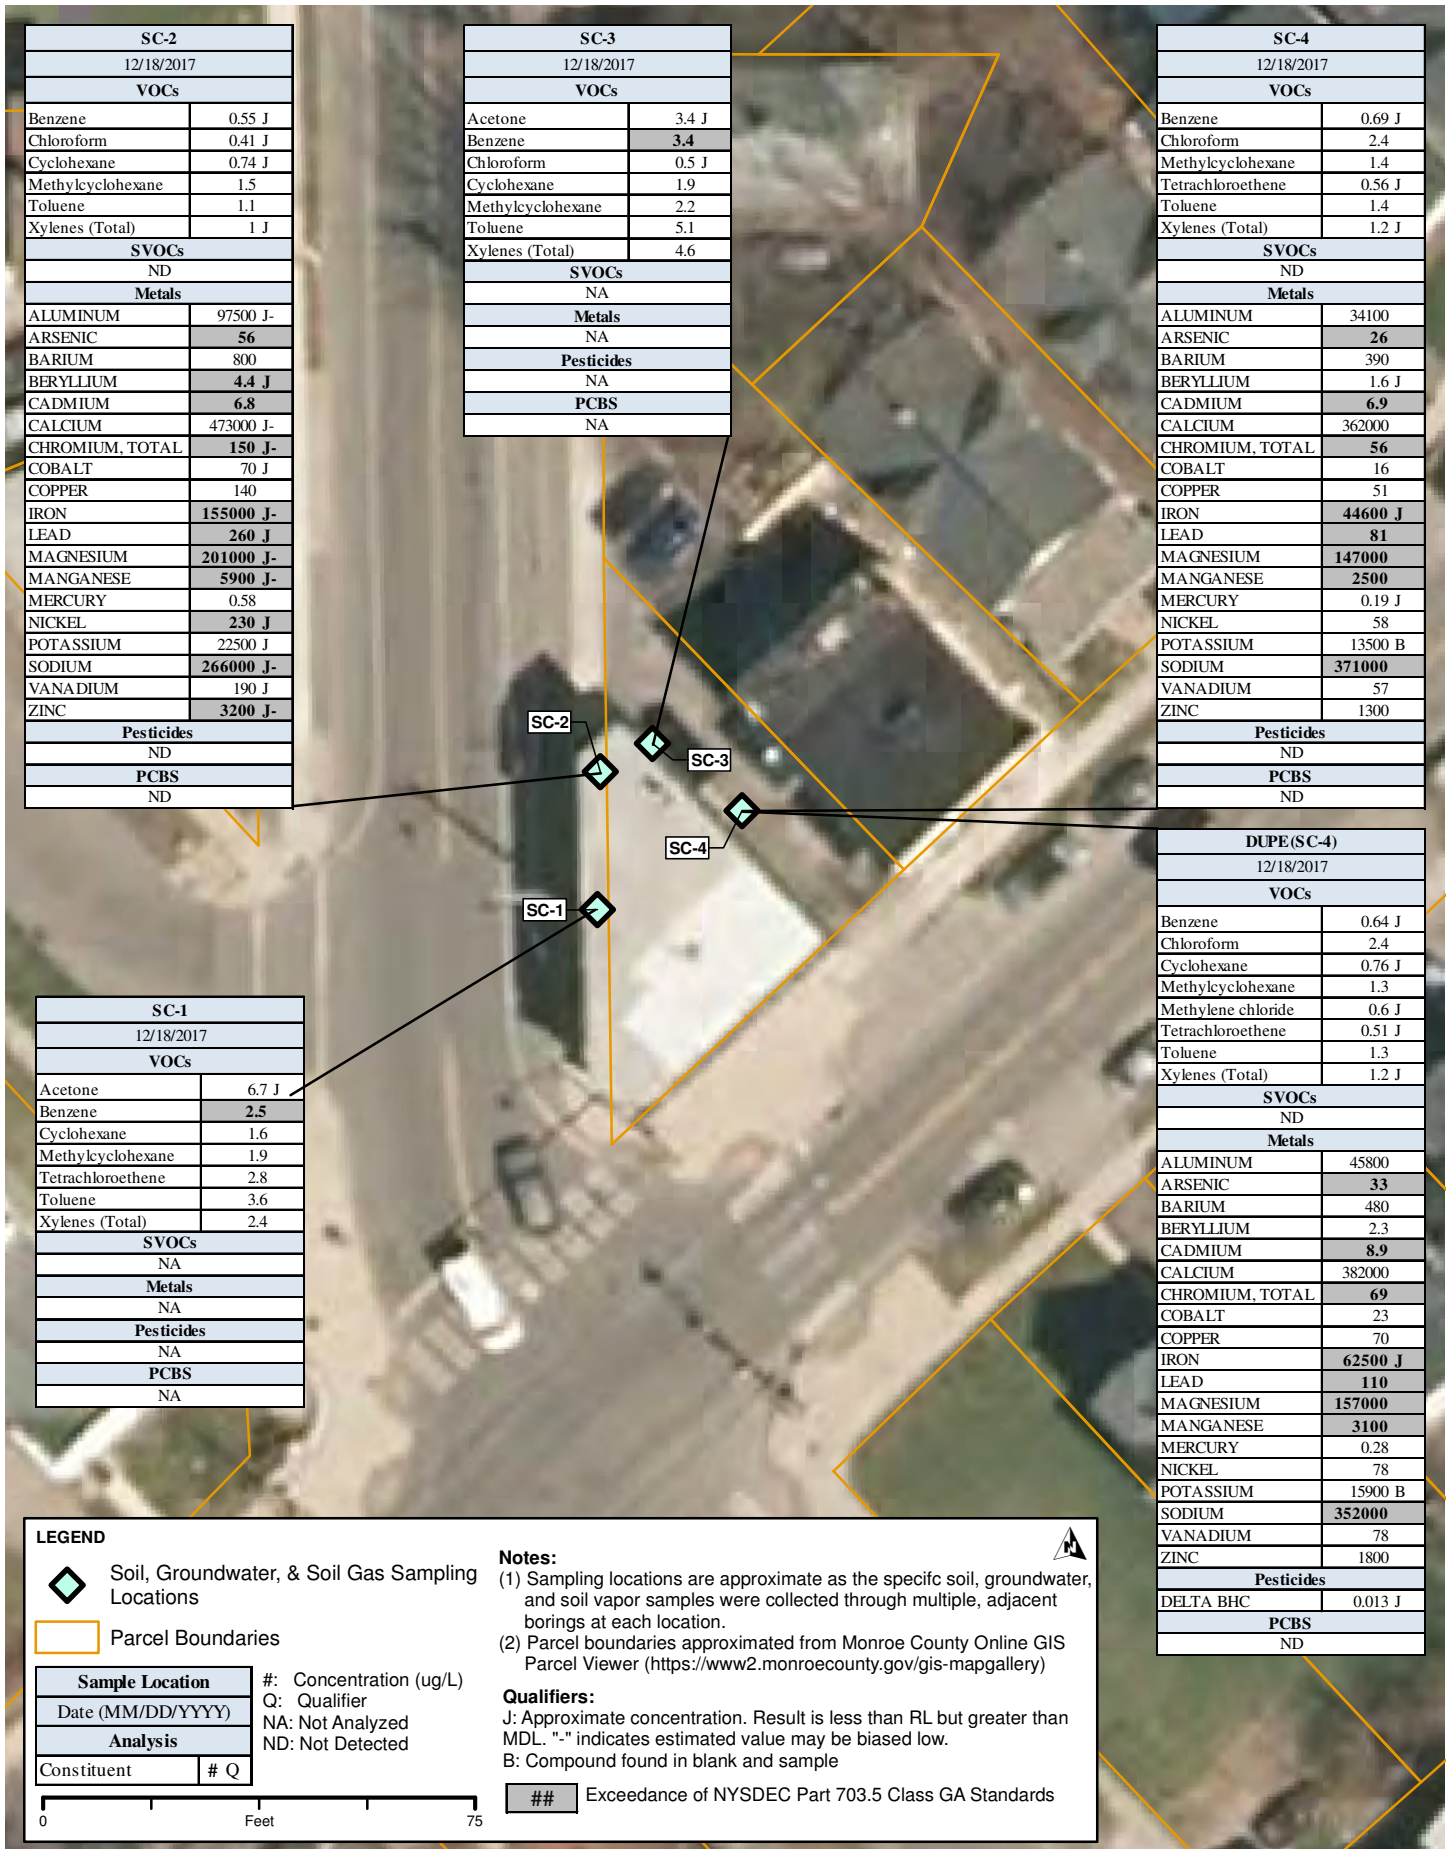 SC-2
12/18/2017
VOCs
Benzene 0.55 J
Chloroform 0.41 J
Cyclohexane 0.74 J
Methylcyclohexane 1.5
Toluene 1.1
Xylenes (Total) 1 J
SVOCs
ND
Metals
ALUMINUM 97500 J-
ARSENIC 56
BARIUM 800
BERYLLIUM 4.4 J
CADMIUM 6.8
CALCIUM 473000 J-
CHROMIUM, TOTAL 150 J-
COBALT 70 J
COPPER 140
IRON 155000 J-
LEAD 260 J
MAGNESIUM 201000 J-
MANGANESE 5900 J-
MERCURY 0.58
NICKEL 230 J
POTASSIUM 22500 J
SODIUM 266000 J-
VANADIUM 190 J
ZINC 3200 J-
Pesticides
ND
PCBS
ND
SC-3
12/18/2017
VOCs
Acetone 3.4 J
Benzene 3.4
Chloroform 0.5 J
Cyclohexane 1.9
Methylcyclohexane 2.2
Toluene 5.1
Xylenes (Total) 4.6
SVOCs
NA
Metals
NA
Pesticides
NA
PCBS
NA
SC-4
12/18/2017
VOCs
Benzene 0.69 J
Chloroform 2.4
Methylcyclohexane 1.4
Tetrachloroethene 0.56 J
Toluene 1.4
Xylenes (Total) 1.2 J
SVOCs
ND
Metals
ALUMINUM 34100
ARSENIC 26
BARIUM 390
BERYLLIUM 1.6 J
CADMIUM 6.9
CALCIUM 362000
CHROMIUM, TOTAL 56
COBALT 16
COPPER 51
IRON 44600 J
LEAD 81
MAGNESIUM 147000
MANGANESE 2500
MERCURY 0.19 J
NICKEL 58
POTASSIUM 13500 B
SODIUM 371000
VANADIUM 57
ZINC 1300
Pesticides
ND
PCBS
ND
SC-2
SC-3
SC-4
SC-1
DUPE(SC-4)
12/18/2017
VOCs
Benzene 0.64 J
Chloroform 2.4
Cyclohexane 0.76 J
Methylcyclohexane 1.3
Methylene chloride 0.6 J
Tetrachloroethene 0.51 J
Toluene 1.3
Xylenes (Total) 1.2 J
SVOCs
ND
Metals
ALUMINUM 45800
ARSENIC 33
BARIUM 480
BERYLLIUM 2.3
CADMIUM 8.9
CALCIUM 382000
CHROMIUM, TOTAL 69
COBALT 23
COPPER 70
IRON 62500 J
LEAD 110
MAGNESIUM 157000
MANGANESE 3100
MERCURY 0.28
NICKEL 78
POTASSIUM 15900 B
SODIUM 352000
VANADIUM 78
ZINC 1800
Pesticides
DELTA BHC 0.013 J
PCBS
ND
SC-1
12/18/2017
VOCs
Acetone 6.7 J
Benzene 2.5
Cyclohexane 1.6
Methylcyclohexane 1.9
Tetrachloroethene 2.8
Toluene 3.6
Xylenes (Total) 2.4
SVOCs
NA
Metals
NA
Pesticides
NA
PCBS
NA
LEGEND
Soil, Groundwater, & Soil Gas Sampling
Locations
Parcel Boundaries
Sample Location
Date (MM/DD/YYYY)
Analysis
Constituent # Q
#: Concentration (ug/L)
Q: Qualifier
NA: Not Analyzed
ND: Not Detected
0 Feet 75
N
Notes:
(1) Sampling locations are approximate as the specifc soil, groundwater,
and soil vapor samples were collected through multiple, adjacent
borings at each location.
(2) Parcel boundaries approximated from Monroe County Online GIS
Parcel Viewer (https://www2.monroecounty.gov/gis-mapgallery)
Qualifiers:
J: Approximate concentration. Result is less than RL but greater than
MDL. "-" indicates estimated value may be biased low.
B: Compound found in blank and sample
## Exceedance of NYSDEC Part 703.5 Class GA Standards